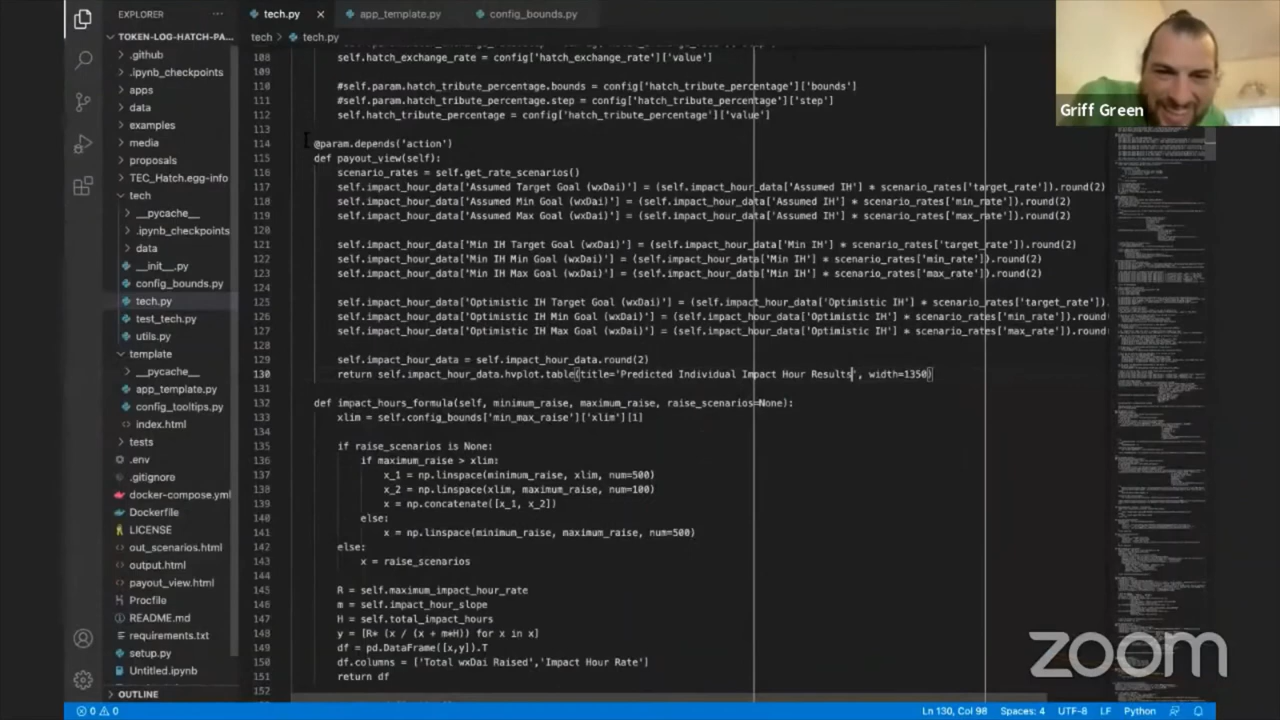 EXPLORER
···
tech.py
app_template.py
config_bounds.py
TOKEN-LOG-HATCH-PA...
tech > tech.py
.github
.ipynb_checkpoints
apps
data
examples
media
proposals
TEC_Hatch.egg-info
tech
__pycache__
.ipynb_checkpoints
data
__init__.py
config_bounds.py
tech.py
test_tech.py
utils.py
template
__pycache__
app_template.py
config_tooltips.py
index.html
tests
.env
.gitignore
docker-compose.yml
Dockerfile
LICENSE
out_scenarios.html
output.html
payout_view.html
Procfile
README.md
requirements.txt
setup.py
Untitled.ipynb
OUTLINE
108 self.hatch_exchange_rate = config['hatch_exchange_rate']['value']
109
110 #self.param.hatch_tribute_percentage.bounds = config['hatch_tribute_percentage']['bounds']
111 #self.param.hatch_tribute_percentage.step = config['hatch_tribute_percentage']['step']
112 self.hatch_tribute_percentage = config['hatch_tribute_percentage']['value']
113
114 @param.depends('action')
115 def payout_view(self):
116 scenario_rates = self.get_rate_scenarios()
117 self.impact_hour_data['Assumed Target Goal (wxDai)'] = (self.impact_hour_data['Assumed IH'] * scenario_rates['target_rate']).round(2)
118 self.impact_hour_data['Assumed Min Goal (wxDai)'] = (self.impact_hour_data['Assumed IH'] * scenario_rates['min_rate']).round(2)
119 self.impact_hour_data['Assumed Max Goal (wxDai)'] = (self.impact_hour_data['Assumed IH'] * scenario_rates['max_rate']).round(2)
120
121 self.impact_hour_data['Min IH Target Goal (wxDai)'] = (self.impact_hour_data['Min IH'] * scenario_rates['target_rate']).round(2)
122 self.impact_hour_data['Min IH Min Goal (wxDai)'] = (self.impact_hour_data['Min IH'] * scenario_rates['min_rate']).round(2)
123 self.impact_hour_data['Min IH Max Goal (wxDai)'] = (self.impact_hour_data['Min IH'] * scenario_rates['max_rate']).round(2)
124
125 self.impact_hour_data['Optimistic IH Target Goal (wxDai)'] = (self.impact_hour_data['Optimistic IH'] * scenario_rates['target_rate']).
126 self.impact_hour_data['Optimistic IH Min Goal (wxDai)'] = (self.impact_hour_data['Optimistic IH'] * scenario_rates['min_rate']).round
127 self.impact_hour_data['Optimistic IH Max Goal (wxDai)'] = (self.impact_hour_data['Optimistic IH'] * scenario_rates['max_rate']).round
128
129 self.impact_hour_data = self.impact_hour_data.round(2)
130 return self.impact_hour_data.hvplot.table(title='Predicted Individual Impact Hour Results', width=1350)
131
132 def impact_hours_formula(self, minimum_raise, maximum_raise, raise_scenarios=None):
133 xlim = self.config_bounds['min_max_raise']['xlim'][1]
134
135 if raise_scenarios is None:
136 if maximum_raise > xlim:
137 x_1 = np.linspace(minimum_raise, xlim, num=500)
138 x_2 = np.linspace(xlim, maximum_raise, num=100)
139 x = np.concatenate([x_1, x_2])
140 else:
141 x = np.linspace(minimum_raise, maximum_raise, num=500)
142 else:
143 x = raise_scenarios
144
145 R = self.maximum_impact_hour_rate
146 m = self.impact_hour_slope
147 H = self.total_impact_hours
148 y = [R* (x / (x + m*H)) for x in x]
149 df = pd.DataFrame([x,y]).T
150 df.columns = ['Total wxDai Raised','Impact Hour Rate']
151 return df
152
Griff Green
zoom
0 0
Ln 130, Col 98
Spaces: 4
UTF-8
LF
Python